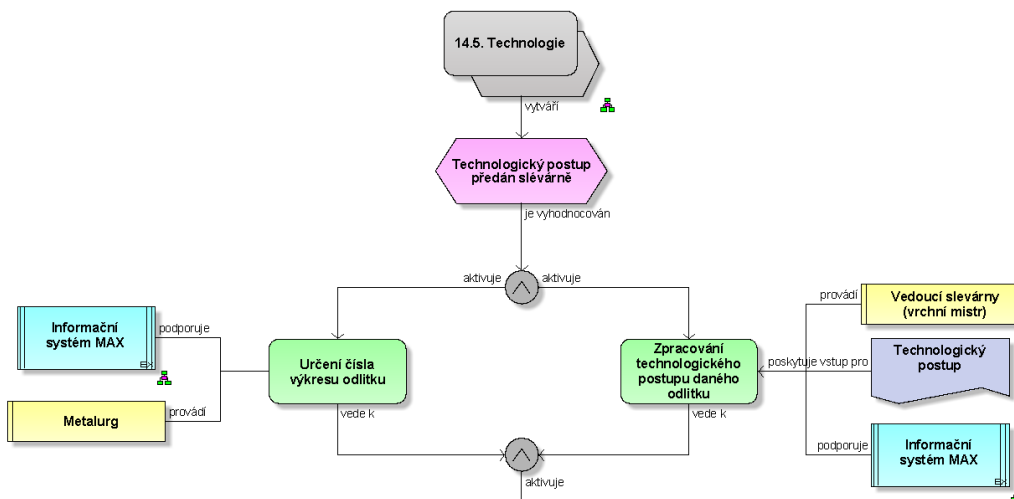 14.5. Technologie
vytváří
Technologický postup
předán slévárně
je vyhodnocován
aktivuje
aktivuje
Informační
systém MAX
podporuje
Metalurg
provádí
Určení čísla
výkresu odlitku
vede k
Zpracování
technologického
postupu daného
odlitku
vede k
provádí
Vedoucí slevárny
(vrchní mistr)
poskytuje vstup pro
Technologický
postup
podporuje
Informační
systém MAX
aktivuje